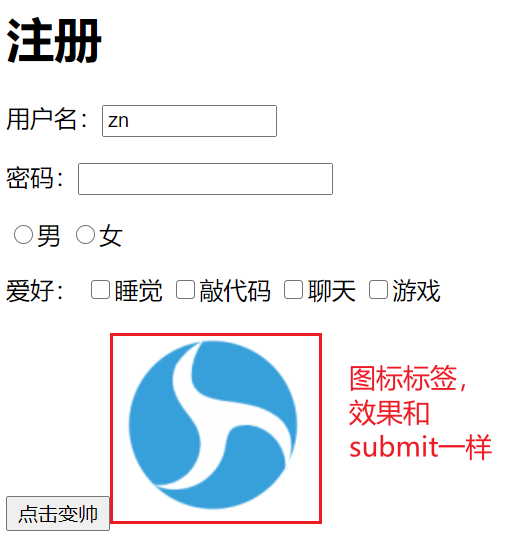 注册
用户名：zn
密码：
男 女
爱好： 睡觉 敲代码 聊天 游戏
图标标签，
效果和
submit一样
点击变帅